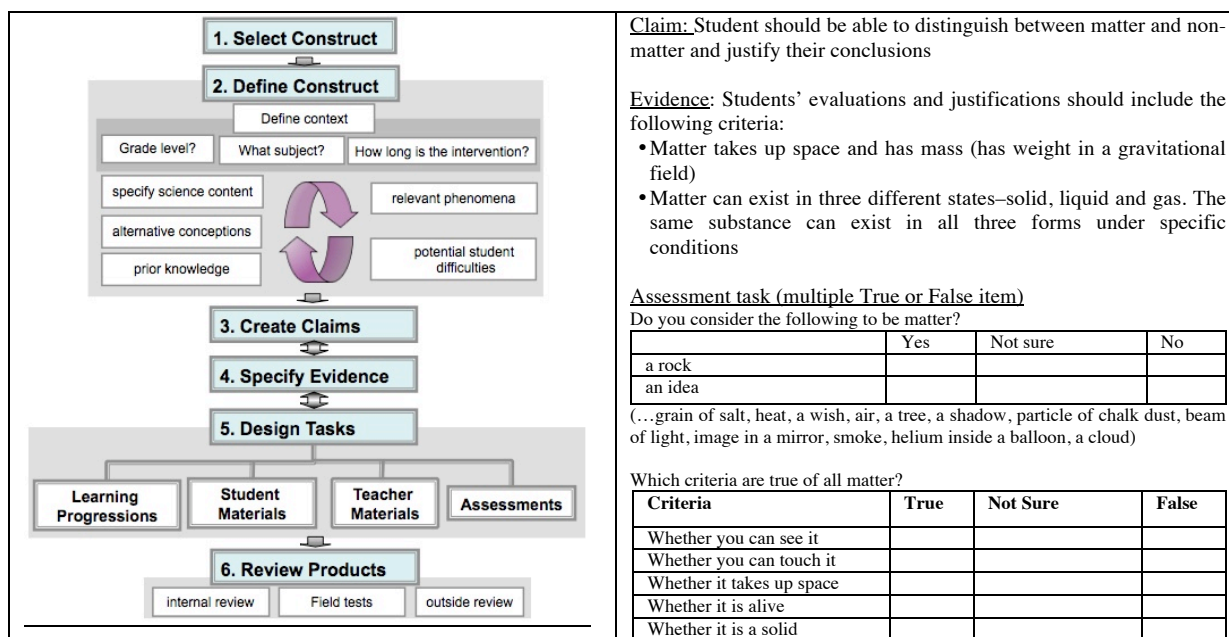 1. Select Construct
2. Define Construct
Define context
Grade level?
What subject?
How long is the intervention?
specify science content
relevant phenomena
alternative conceptions
potential student
difficulties
prior knowledge
3. Create Claims
4. Specify Evidence
5. Design Tasks
Learning
Progressions
Student
Materials
Teacher
Materials
Assessments
6. Review Products
internal review
Field tests
outside review
Claim: Student should be able to distinguish between matter and non-
matter and justify their conclusions
Evidence: Students’ evaluations and justifications should include the
following criteria:
•Matter takes up space and has mass (has weight in a gravitational
field)
•Matter can exist in three different states–solid, liquid and gas. The
same substance can exist in all three forms under specific
conditions
Assessment task (multiple True or False item)
Do you consider the following to be matter?
Yes Not sure No
a rock
an idea
(…grain of salt, heat, a wish, air, a tree, a shadow, particle of chalk dust, beam
of light, image in a mirror, smoke, helium inside a balloon, a cloud)
Which criteria are true of all matter?
Criteria True Not Sure False
Whether you can see it
Whether you can touch it
Whether it takes up space
Whether it is alive
Whether it is a solid